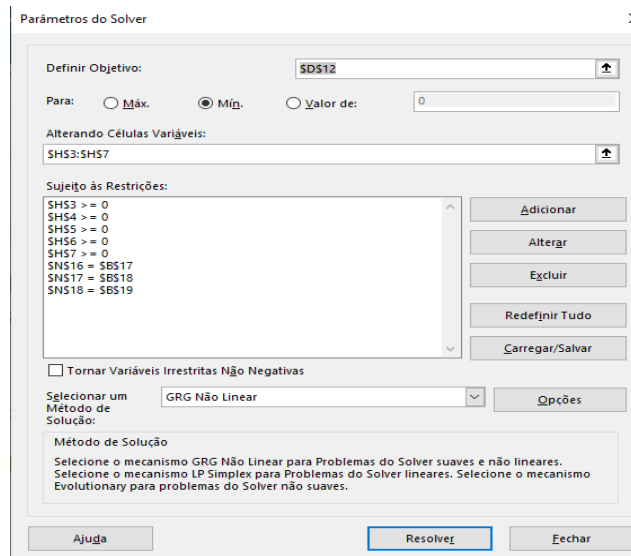 Parâmetros do Solver
Definir Objetivo: $D$12
Para: Máx. Mín. Valor de: 0
Alterando Células Variáveis:
$H$3:$H$7
Sujeito às Restrições:
$H$3 >= 0
$H$4 >= 0
$H$5 >= 0
$H$6 >= 0
$H$7 >= 0
$N$16 = $B$17
$N$17 = $B$18
$N$18 = $B$19
Adicionar
Alterar
Excluir
Redefinir Tudo
Carregar/Salvar
Tornar Variáveis Irrestritas Não Negativas
Selecionar um
Método de
Solução:
GRG Não Linear
Opções
Método de Solução
Selecione o mecanismo GRG Não Linear para Problemas do Solver suaves e não lineares.
Selecione o mecanismo LP Simplex para Problemas do Solver lineares. Selecione o mecanismo
Evolutionary para problemas do Solver não suaves.
Ajuda Resolver Fechar